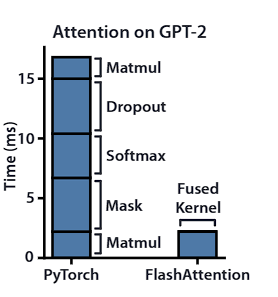 Attention on GPT-2
Time (ms)
15
10
5
0
Matmul
Dropout
Softmax
Mask
Matmul
Fused
Kernel
PyTorch
FlashAttention